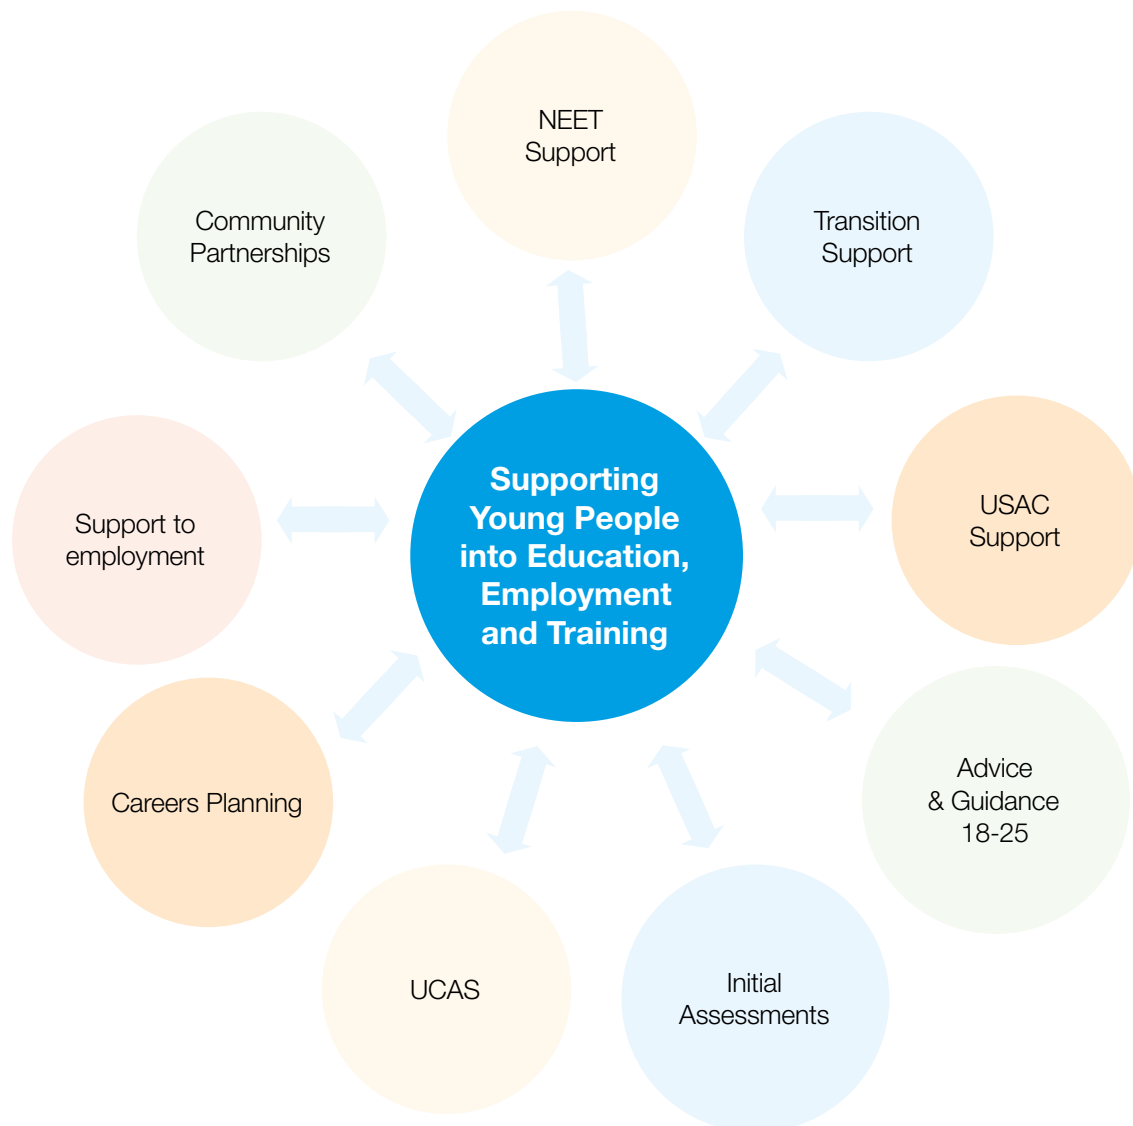 NEET
Support
Transition
Support
USAC
Support
Advice
& Guidance
18-25
Initial
Assessments
UCAS
Careers Planning
Support to
employment
Community
Partnerships
Supporting
Young People
into Education,
Employment
and Training